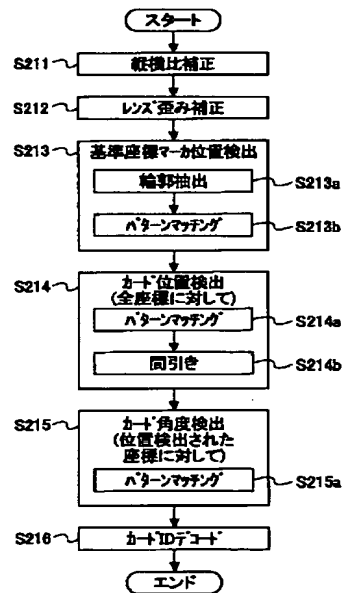 スタート
S211
縦横比補正
S212
レンズ歪み補正
S213
基準座標マーカ位置検出
輪郭抽出
S213a
パターンマッチング
S213b
S214
カード位置検出
(全座標に対して)
パターンマッチング
S214a
間引き
S214b
S215
カード角度検出
(位置検出された
座標に対して)
パターンマッチング
S215a
S216
カードIDデコード
エンド